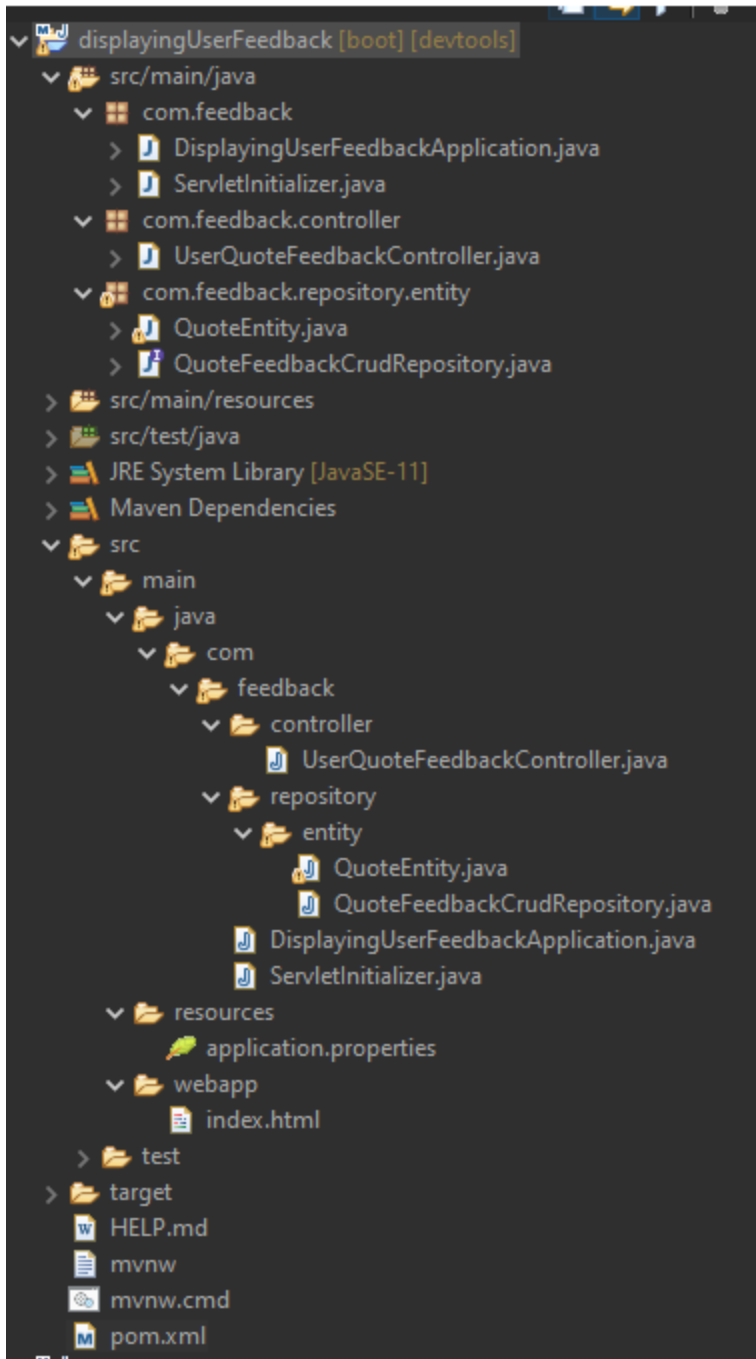 displayingUserFeedback [boot] [devtools]
src/main/java
com.feedback
DisplayingUserFeedbackApplication.java
ServletInitializer.java
com.feedback.controller
UserQuoteFeedbackController.java
com.feedback.repository.entity
QuoteEntity.java
QuoteFeedbackCrudRepository.java
src/main/resources
src/test/java
JRE System Library [JavaSE-11]
Maven Dependencies
src
main
java
com
feedback
controller
UserQuoteFeedbackController.java
repository
entity
QuoteEntity.java
QuoteFeedbackCrudRepository.java
DisplayingUserFeedbackApplication.java
ServletInitializer.java
resources
application.properties
webapp
index.html
test
target
HELP.md
mvnw
mvnw.cmd
pom.xml